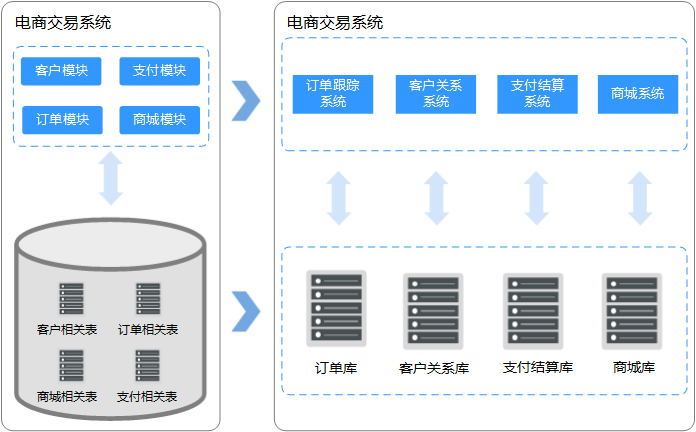 电商交易系统
客户模块
支付模块
订单模块
商城模块
客户相关表
订单相关表
商城相关表
支付相关表
电商交易系统
订单跟踪
系统
客户关系
系统
支付结算
系统
商城系统
订单库
客户关系库
支付结算库
商城库